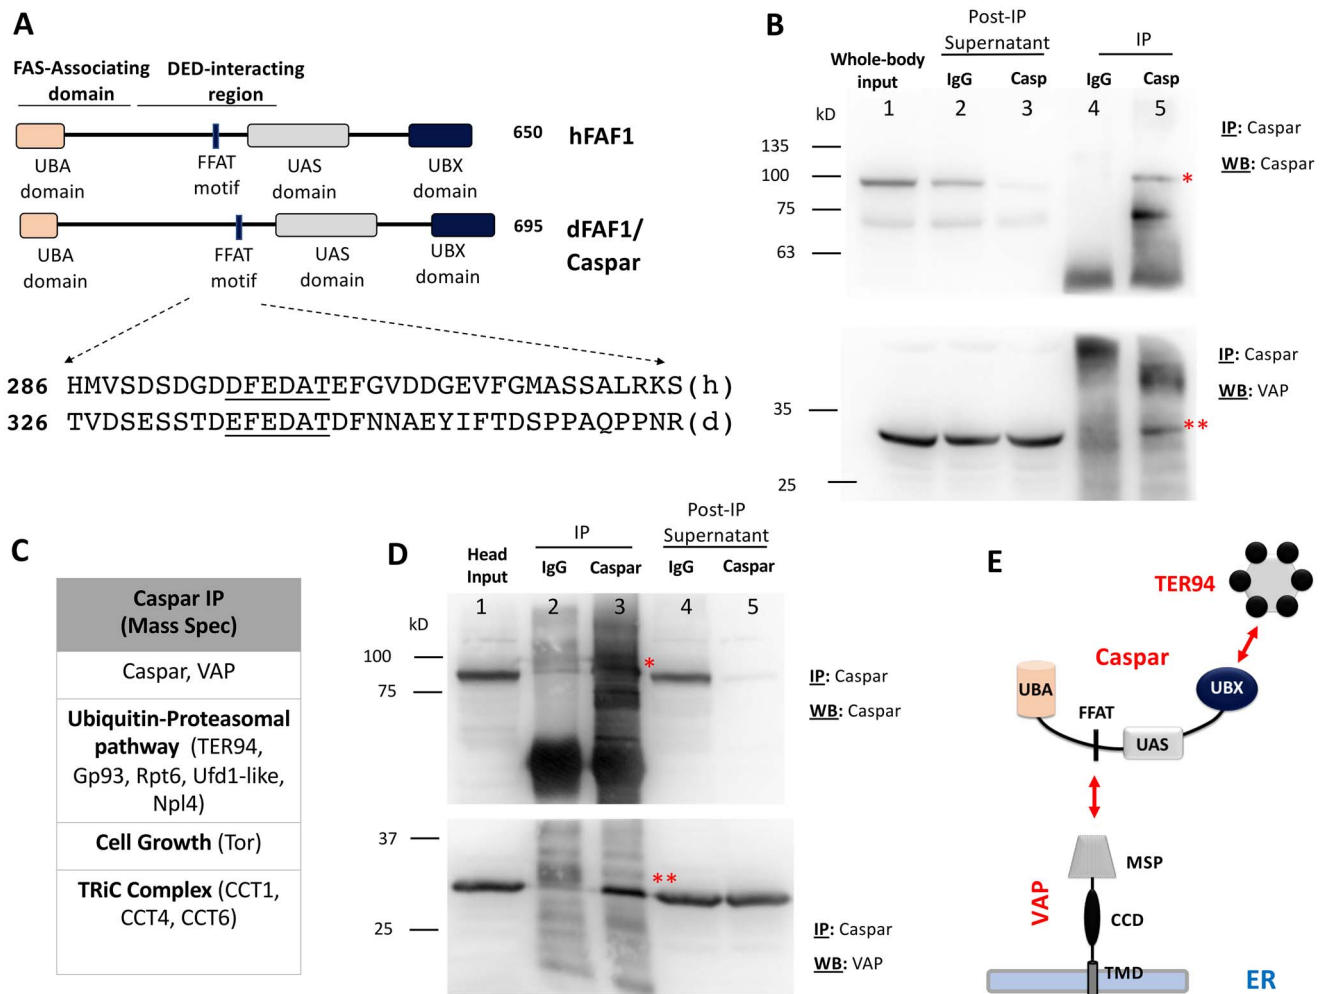 A
FAS-Associating
domain
DED-interacting
region
650
hFAF1
UBA
domain
FFAT
motif
UAS
domain
UBX
domain
695
dFAF1/
Caspar
UBA
domain
FFAT
motif
UAS
domain
UBX
domain
286 HMVSDSDGDDFEDATEFGVDDGEVFGMASSALRKS(h)
326 TVDSESSTDEFEDATDFNNAEYIFTDSPPAQPPNR(d)
B
Post-IP
Supernatant
IP
Whole-body
input
IgG
Casp
IgG
Casp
kD
1 2 3 4 5
135
100
75
63
*
IP: Caspar
WB: Caspar
35
25
**
IP: Caspar
WB: VAP
C
Caspar IP
(Mass Spec)
Caspar, VAP
Ubiquitin-Proteasomal
pathway (TER94,
Gp93, Rpt6, Ufd1-like,
Npl4)
Cell Growth (Tor)
TRiC Complex (CCT1,
CCT4, CCT6)
D
Head
Input
IP
IgG Caspar
Post-IP
Supernatant
IgG Caspar
kD
1 2 3 4 5
100
75
*
IP: Caspar
WB: Caspar
37
25
**
IP: Caspar
WB: VAP
E
TER94
Caspar
UBA
FFAT
UAS
UBX
MSP
VAP
CCD
TMD
ER